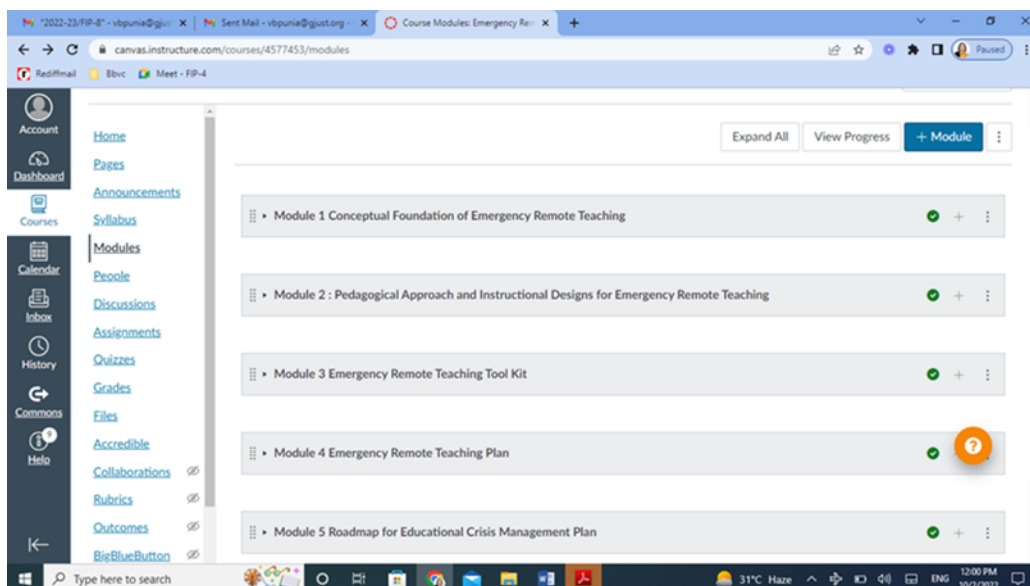 "2022-23/FIP-8" - vbpunia@gjus
Sent Mail - vbpunia@gjust.org -
Course Modules: Emergency Rem
canvas.instructure.com/courses/4577453/modules
Paused
Rediffmail
Bbvc
Meet - FIP-4
Account
Dashboard
Courses
Calendar
Inbox
History
Commons
9
Help
Home
Pages
Announcements
Syllabus
Modules
People
Discussions
Assignments
Quizzes
Grades
Files
Accredible
Collaborations
Rubrics
Outcomes
BigBlueButton
Expand All
View Progress
+ Module
Module 1 Conceptual Foundation of Emergency Remote Teaching
Module 2 : Pedagogical Approach and Instructional Designs for Emergency Remote Teaching
Module 3 Emergency Remote Teaching Tool Kit
Module 4 Emergency Remote Teaching Plan
Module 5 Roadmap for Educational Crisis Management Plan
Type here to search
31°C Haze
ENG
12:00 PM